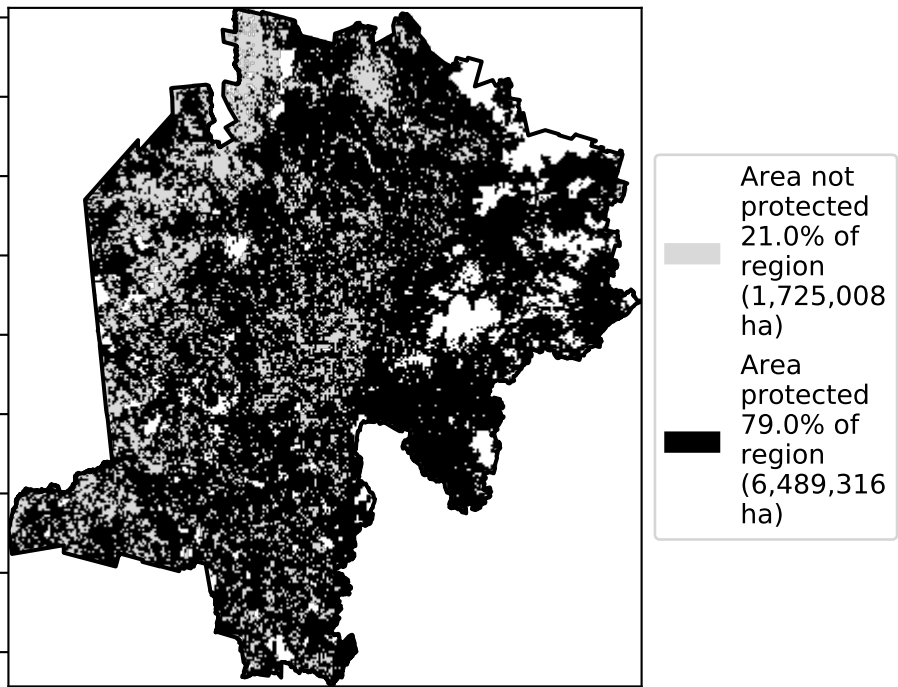 Area not
protected
21.0% of
region
(1,725,008
ha)
Area
protected
79.0% of
region
(6,489,316
ha)